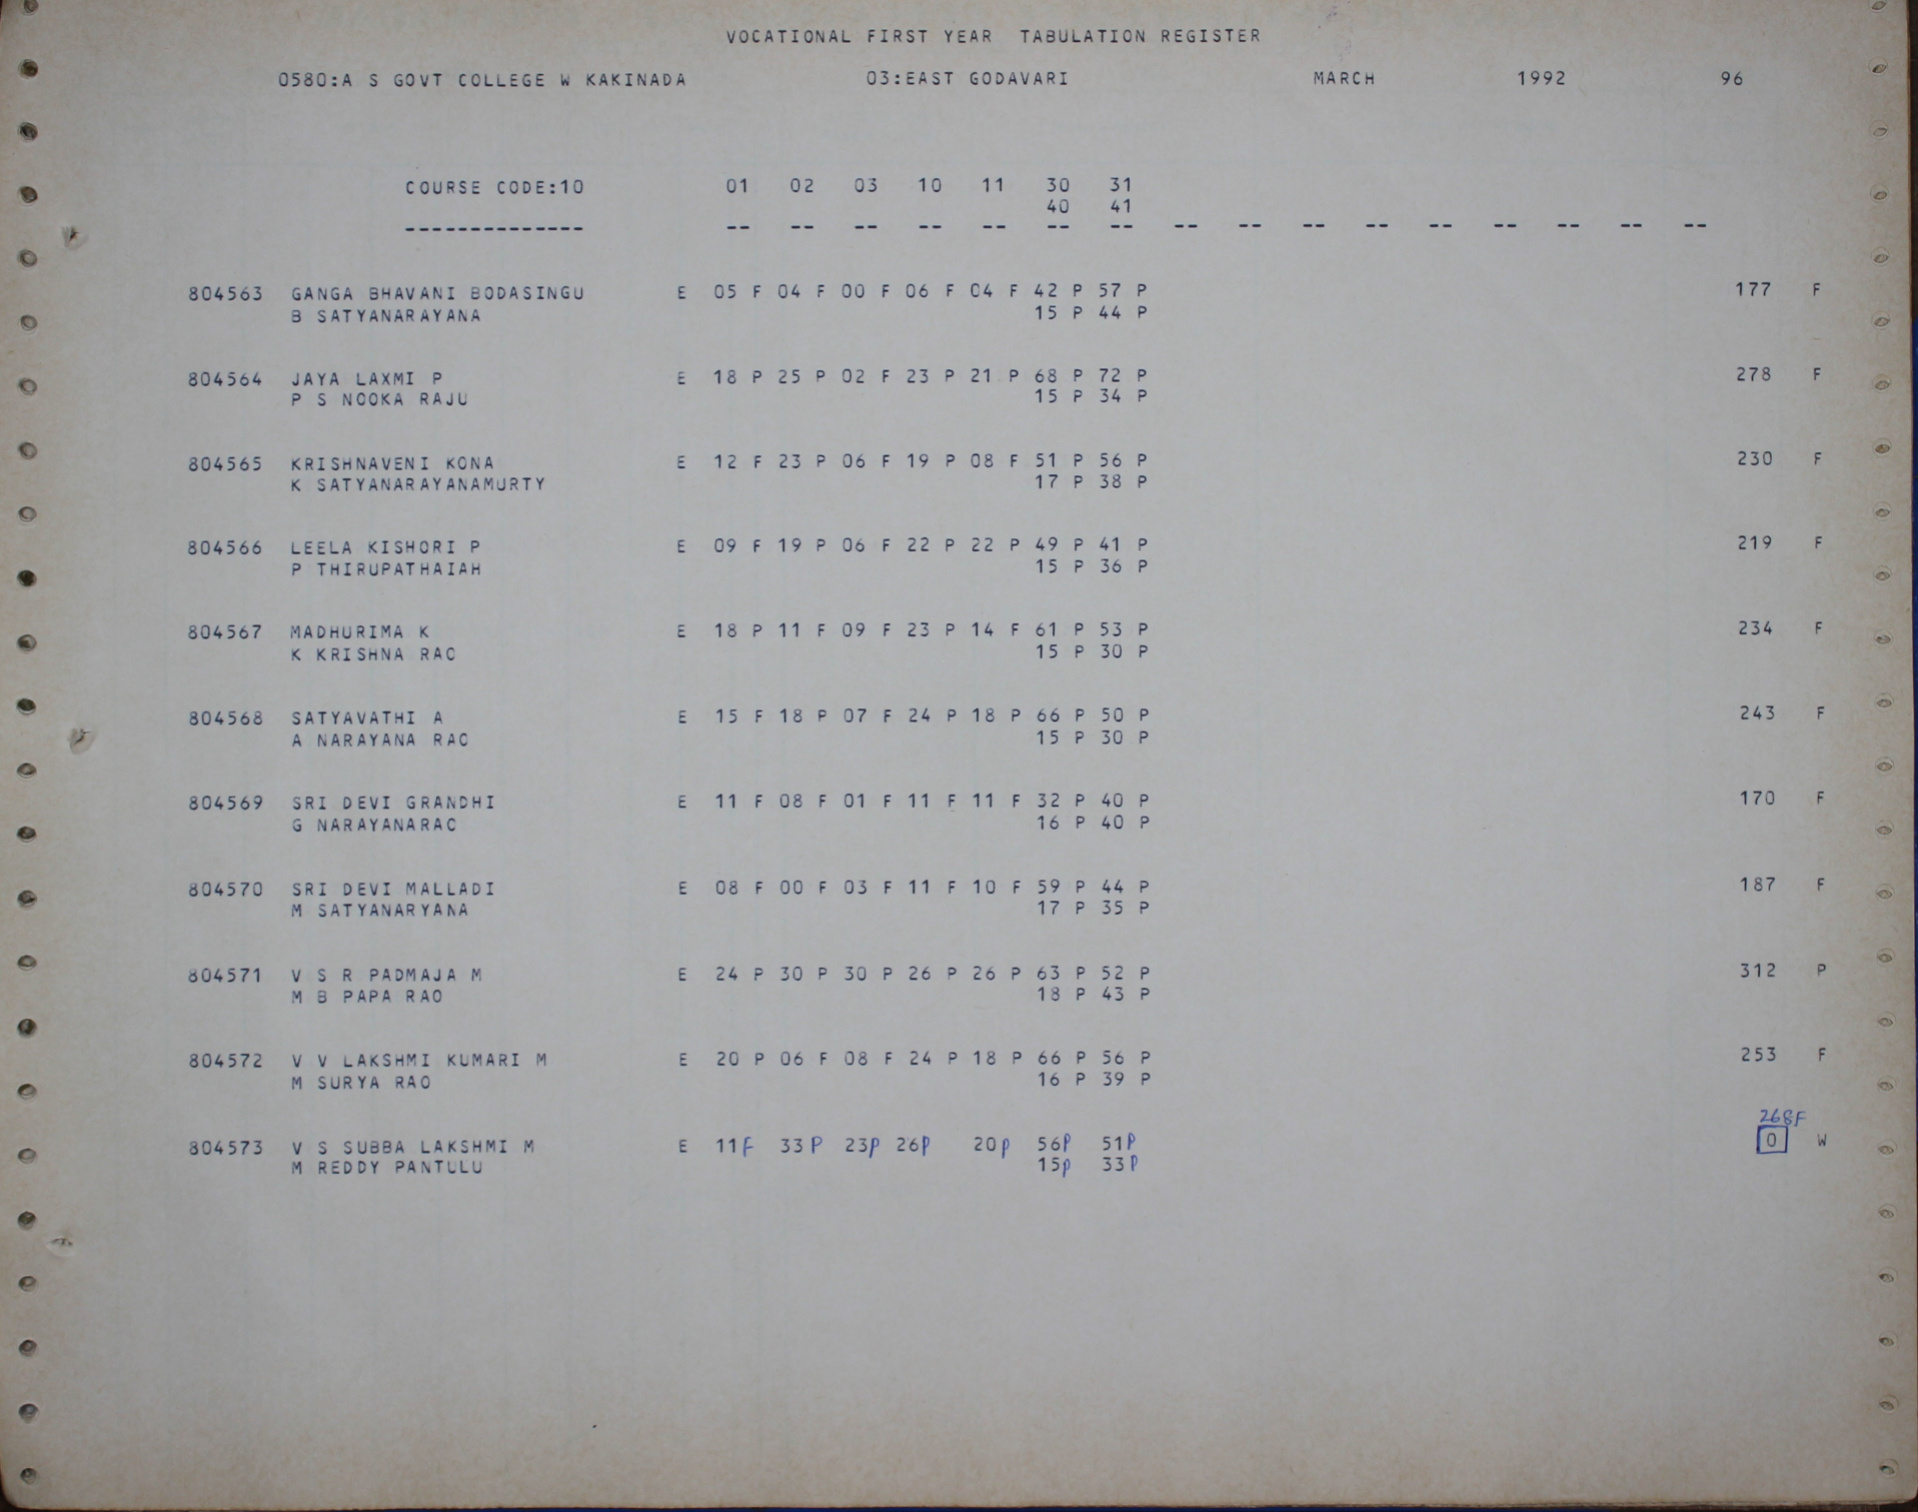 VOCATIONAL FIRST YEAR TABULATION REGISTER
0580:A S GOVT COLLEGE W KAKINADA 03:EAST GODAVARI MARCH 1992 96
COURSE CODE:10 01 02 03 10 11 30 31
40 41
-------------- -- -- -- -- -- -- -- -- -- -- -- -- -- -- -- --
804563 GANGA BHAVANI BODASINGU E 05 F 04 F 00 F 06 F 04 F 42 P 57 P 177 F
B SATYANARAYANA 15 P 44 P
804564 JAYA LAXMI P E 18 P 25 P 02 F 23 P 21 P 68 P 72 P 278 F
P S NOOKA RAJU 15 P 34 P
804565 KRISHNAVENI KONA E 12 F 23 P 06 F 19 P 08 F 51 P 56 P 230 F
K SATYANARAYANAMURTY 17 P 38 P
804566 LEELA KISHORI P E 09 F 19 P 06 F 22 P 22 P 49 P 41 P 219 F
P THIRUPATHAIAH 15 P 36 P
804567 MADHURIMA K E 18 P 11 F 09 F 23 P 14 F 61 P 53 P 234 F
K KRISHNA RAO 15 P 30 P
804568 SATYAVATHI A E 15 F 18 P 07 F 24 P 18 P 66 P 50 P 243 F
A NARAYANA RAO 15 P 30 P
804569 SRI DEVI GRANDHI E 11 F 08 F 01 F 11 F 11 F 32 P 40 P 170 F
G NARAYANARAO 16 P 40 P
804570 SRI DEVI MALLADI E 08 F 00 F 03 F 11 F 10 F 59 P 44 P 187 F
M SATYANARYANA 17 P 35 P
804571 V S R PADMAJA M E 24 P 30 P 30 P 26 P 26 P 63 P 52 P 312 P
M B PAPA RAO 18 P 43 P
804572 V V LAKSHMI KUMARI M E 20 P 06 F 08 F 24 P 18 P 66 P 56 P 253 F
M SURYA RAO 16 P 39 P
268F
804573 V S SUBBA LAKSHMI M E 11 F 33 P 23 P 26 P 20 P 56 P 51 P 0 W
M REDDY PANTULU 15 P 33 P